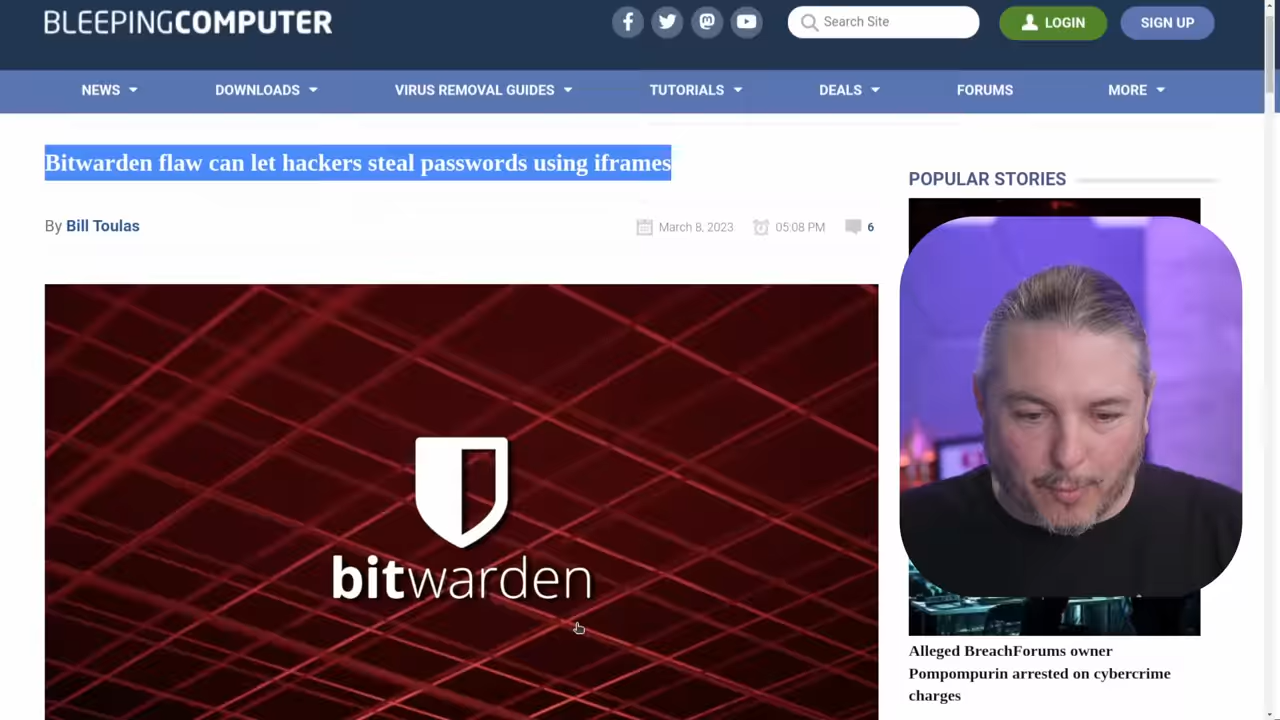 BLEEPINGCOMPUTER
Search Site
LOGIN
SIGN UP
NEWS
DOWNLOADS
VIRUS REMOVAL GUIDES
TUTORIALS
DEALS
FORUMS
MORE
Bitwarden flaw can let hackers steal passwords using iframes
By Bill Toulas
March 8, 2023
05:08 PM
6
POPULAR STORIES
bitwarden
Alleged BreachForums owner
Pompompurin arrested on cybercrime
charges